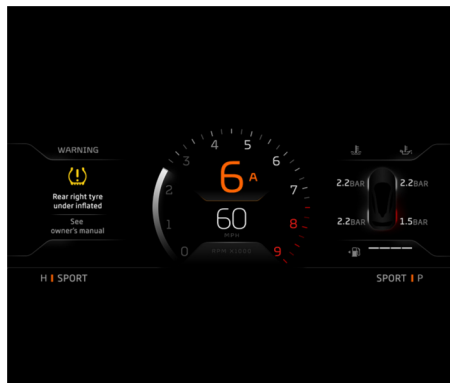 WARNING
Rear right tyre
under inflated
See
owner's manual
H SPORT
0
1
2
3
4
5
6
7
8
9
6 A
60
MPH
RPM X1000
2.2BAR 2.2BAR
2.2BAR 1.5BAR
SPORT P